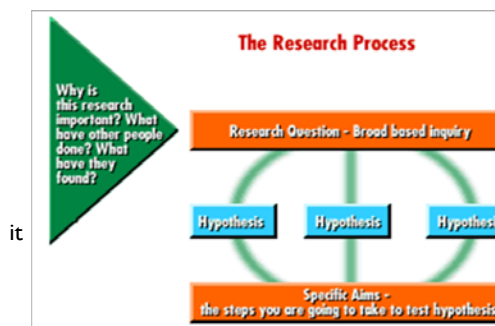 The Research Process
Why is
this research
important? What
have other people
done? What
have they
found?
Research Question - Broad based inquiry
Hypothesis
Hypothesis
Hypothes
it
Specific Aims -
the steps you are going to take to test hypothesis